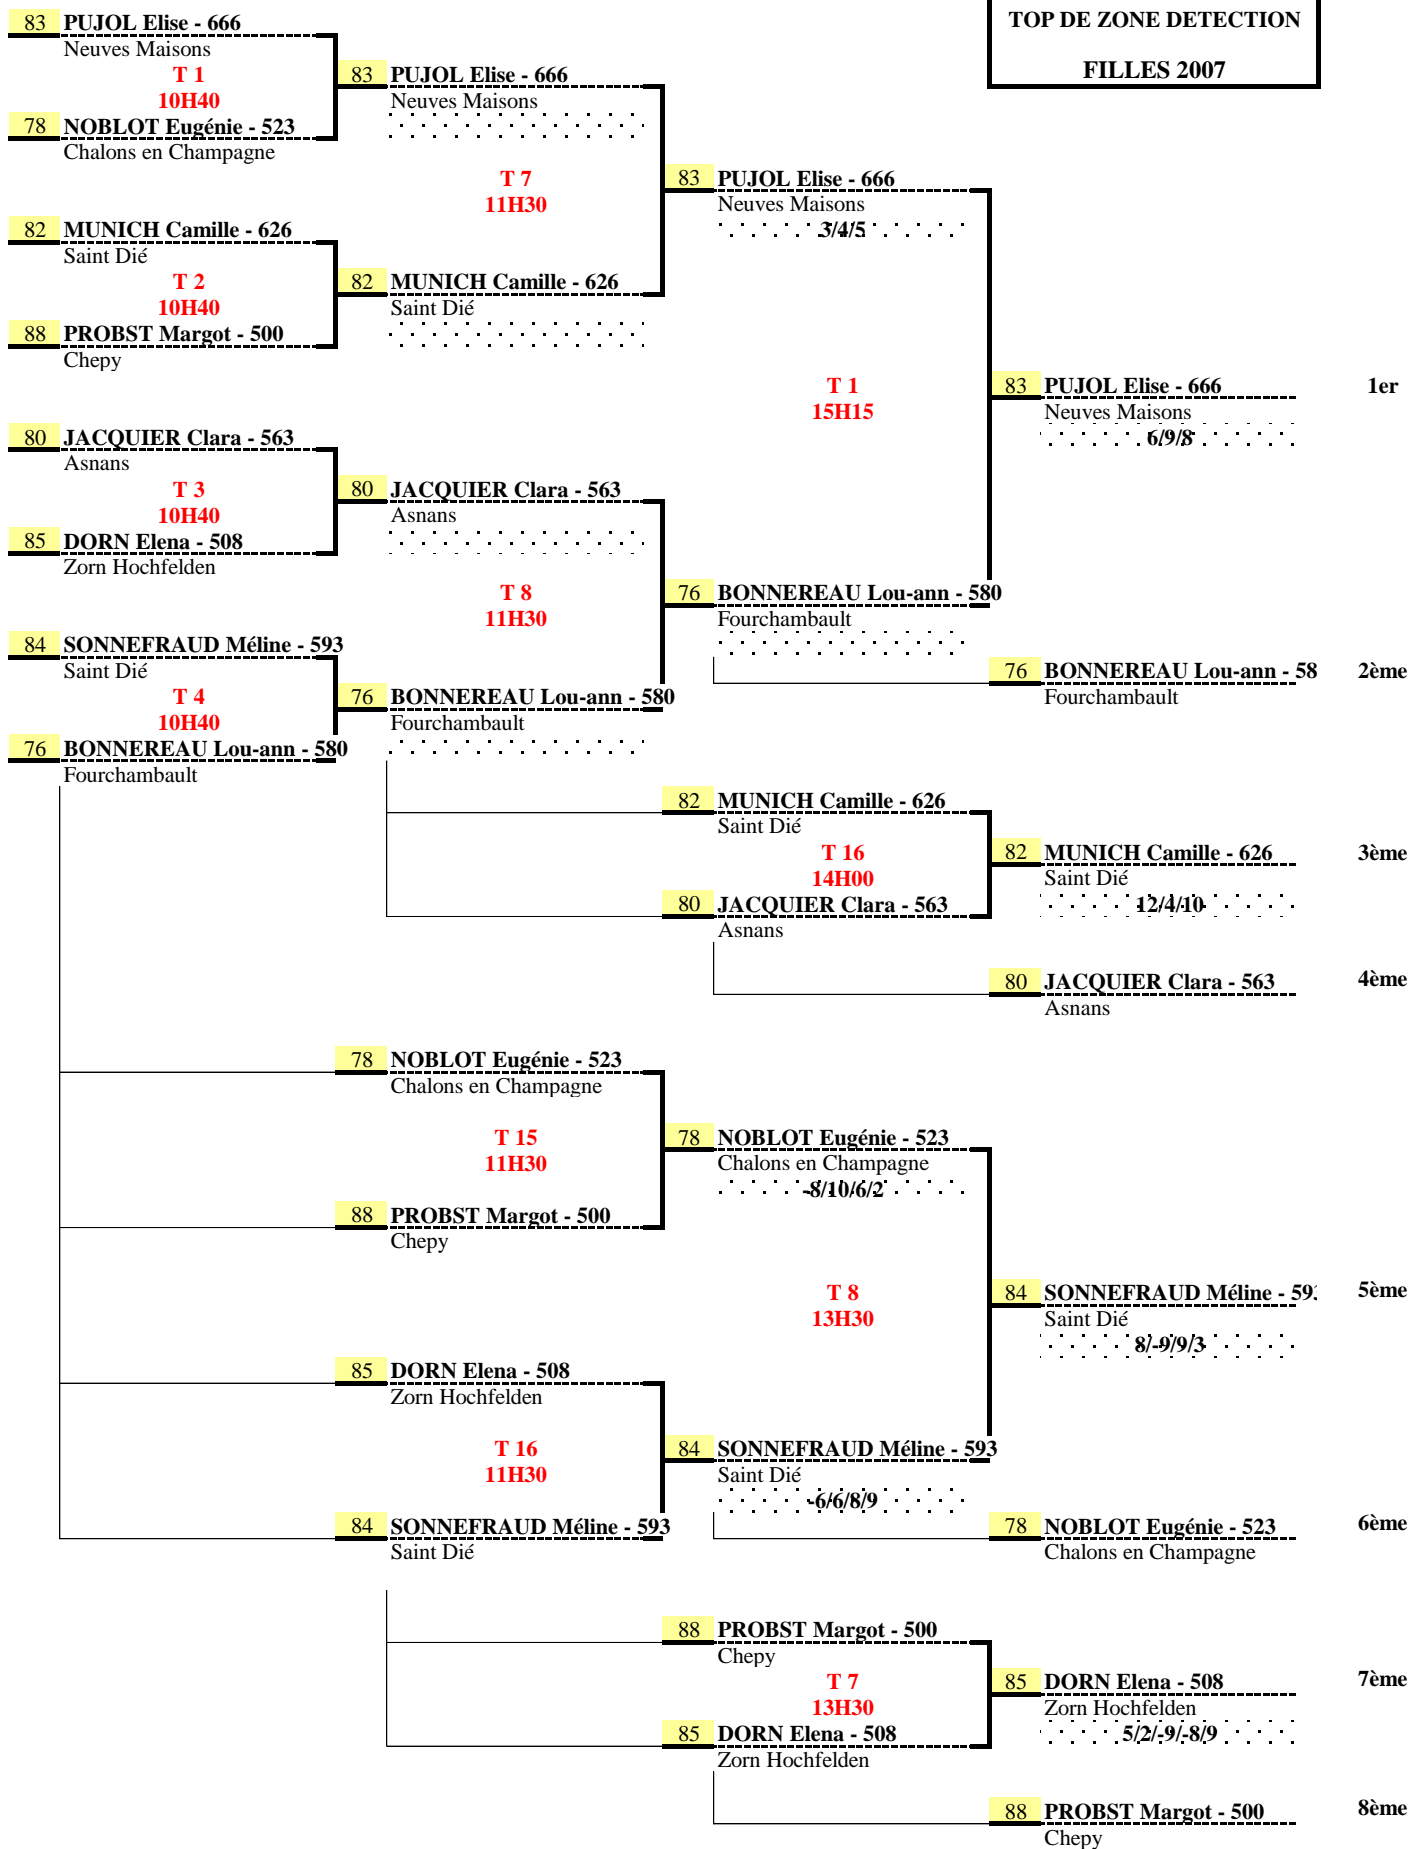 TOP DE ZONE DETECTION
FILLES 2007
83 PUJOL Elise - 666
Neuves Maisons
T 1
10H40
78 NOBLOT Eugénie - 523
Chalons en Champagne
82 MUNICH Camille - 626
Saint Dié
T 2
10H40
88 PROBST Margot - 500
Chepy
80 JACQUIER Clara - 563
Asnans
T 3
10H40
85 DORN Elena - 508
Zorn Hochfelden
84 SONNEFRAUD Méline - 593
Saint Dié
T 4
10H40
76 BONNEREAU Lou-ann - 580
Fourchambault
83 PUJOL Elise - 666
Neuves Maisons
T 7
11H30
82 MUNICH Camille - 626
Saint Dié
80 JACQUIER Clara - 563
Asnans
T 8
11H30
76 BONNEREAU Lou-ann - 580
Fourchambault
83 PUJOL Elise - 666
Neuves Maisons
3/4/5
T 1
15H15
76 BONNEREAU Lou-ann - 580
Fourchambault
83 PUJOL Elise - 666 1er
Neuves Maisons
6/9/8
76 BONNEREAU Lou-ann - 58 2ème
Fourchambault
82 MUNICH Camille - 626
Saint Dié
T 16
14H00
80 JACQUIER Clara - 563
Asnans
82 MUNICH Camille - 626 3ème
Saint Dié
12/4/10
80 JACQUIER Clara - 563 4ème
Asnans
78 NOBLOT Eugénie - 523
Chalons en Champagne
T 15
11H30
88 PROBST Margot - 500
Chepy
85 DORN Elena - 508
Zorn Hochfelden
T 16
11H30
84 SONNEFRAUD Méline - 593
Saint Dié
78 NOBLOT Eugénie - 523
Chalons en Champagne
-8/10/6/2
T 8
13H30
84 SONNEFRAUD Méline - 593
Saint Dié
-6/6/8/9
84 SONNEFRAUD Méline - 59 5ème
Saint Dié
8/-9/9/3
78 NOBLOT Eugénie - 523 6ème
Chalons en Champagne
88 PROBST Margot - 500
Chepy
T 7
13H30
85 DORN Elena - 508
Zorn Hochfelden
85 DORN Elena - 508 7ème
Zorn Hochfelden
5/2/-9/-8/9
88 PROBST Margot - 500 8ème
Chepy